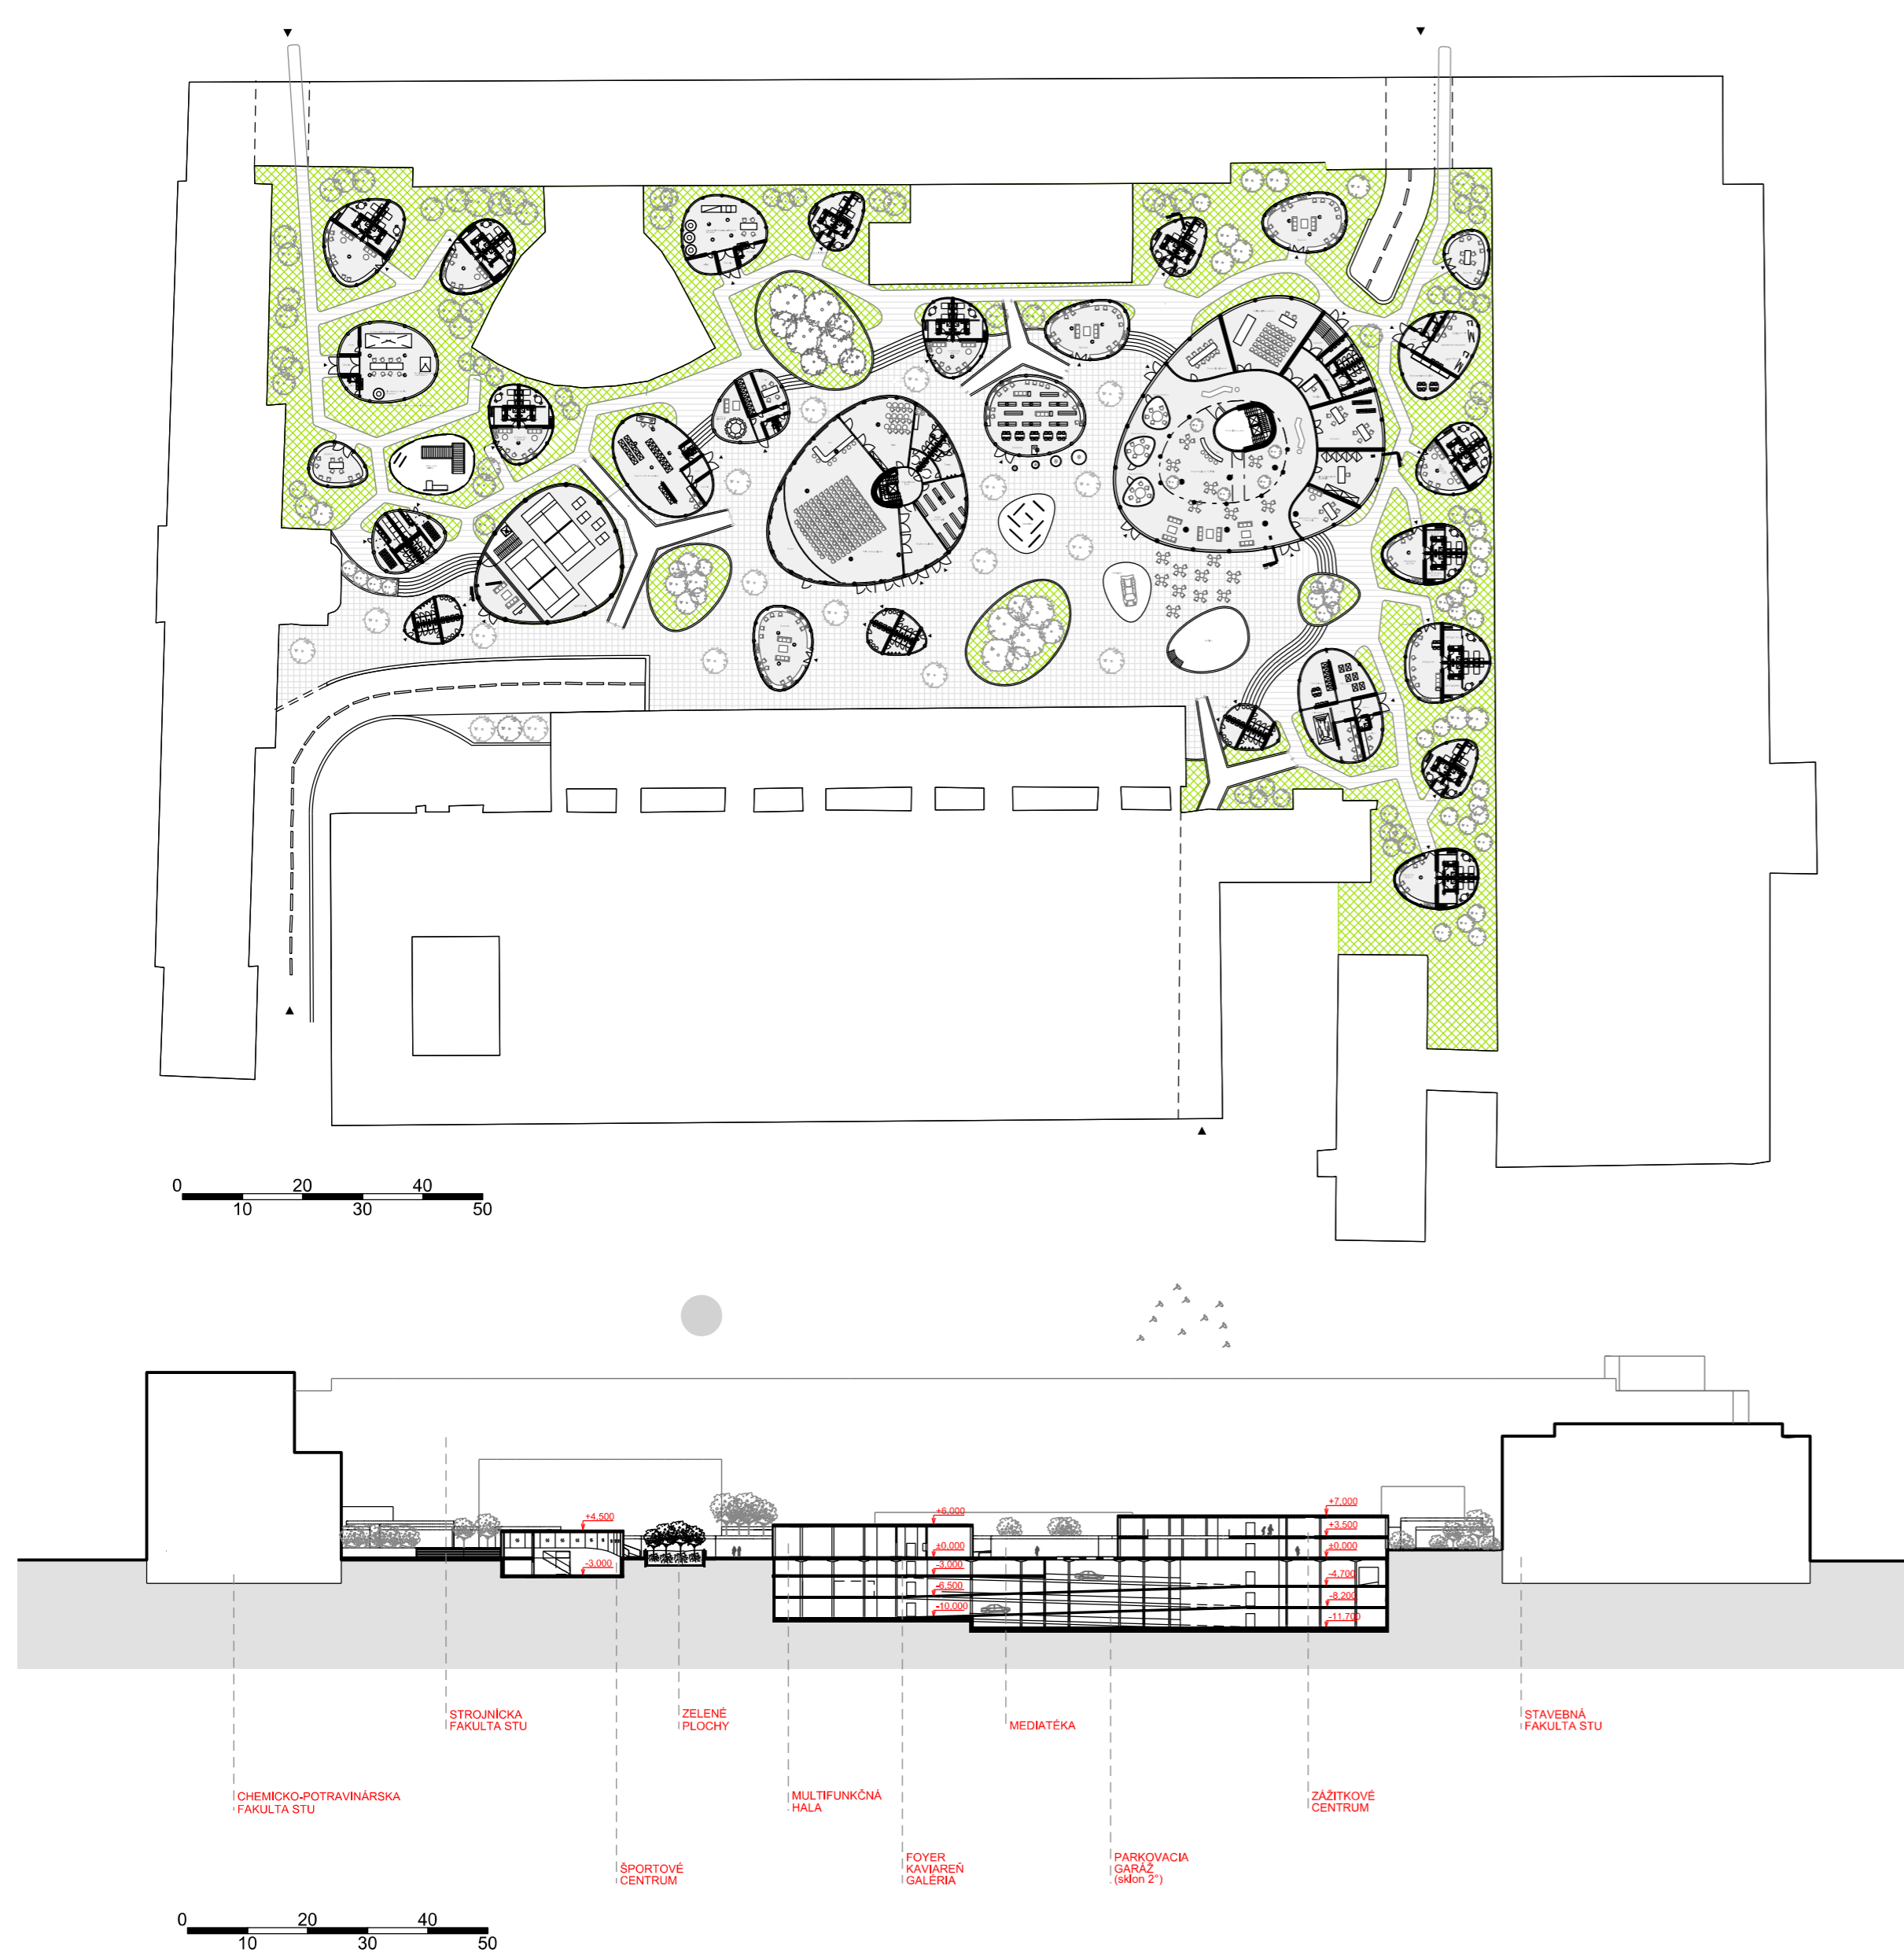 0 20 40
10 30 50
+7,000
+6,000
+4,500
+3,500
±0,000
±0,000
-3,000
-3,000
-4,700
-6,500
-8,200
-10,000
-11,700
STROJNÍCKA
FAKULTA STU
ZELENÉ
PLOCHY
MEDIATÉKA
STAVEBNÁ
FAKULTA STU
CHEMICKO-POTRAVINÁRSKA
FAKULTA STU
MULTIFUNKČNÁ
HALA
ZÁŽITKOVÉ
CENTRUM
ŠPORTOVÉ
CENTRUM
FOYER
KAVIAREŇ
GALÉRIA
PARKOVACIA
GARÁŽ
(sklon 2°)
0 20 40
10 30 50